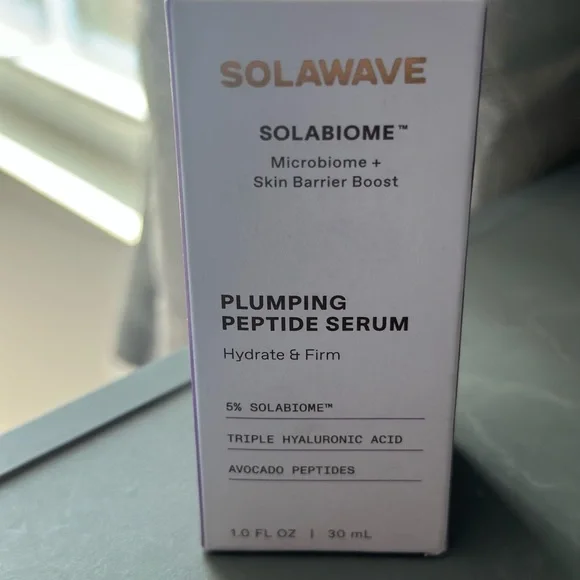 SOLAWAVE
SOLABIOME™
Microbiome +
Skin Barrier Boost
PLUMPING
PEPTIDE SERUM
Hydrate & Firm
5% SOLABIOME™
TRIPLE HYALURONIC ACID
AVOCADO PEPTIDES
1.0 FL OZ | 30 mL